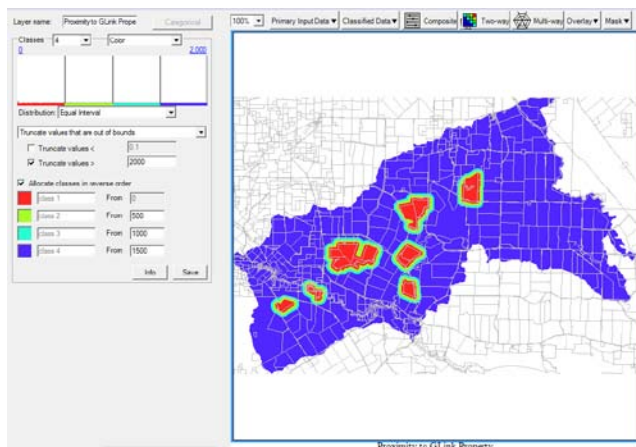 Layer name: Proximity to GLink Prope Categorical
Classes 4 Color
0 2,000
Distribution: Equal Interval
Truncate values that are out of bounds
Truncate values < 0.1
Truncate values > 2000
Allocate classes in reverse order
class 1 From 0
class 2 From 500
class 3 From 1000
class 4 From 1500
Info Save
100% Primary Input Data Classified Data Composite Two-way Multi-way Overlay Mask
Proximity to GLink Property